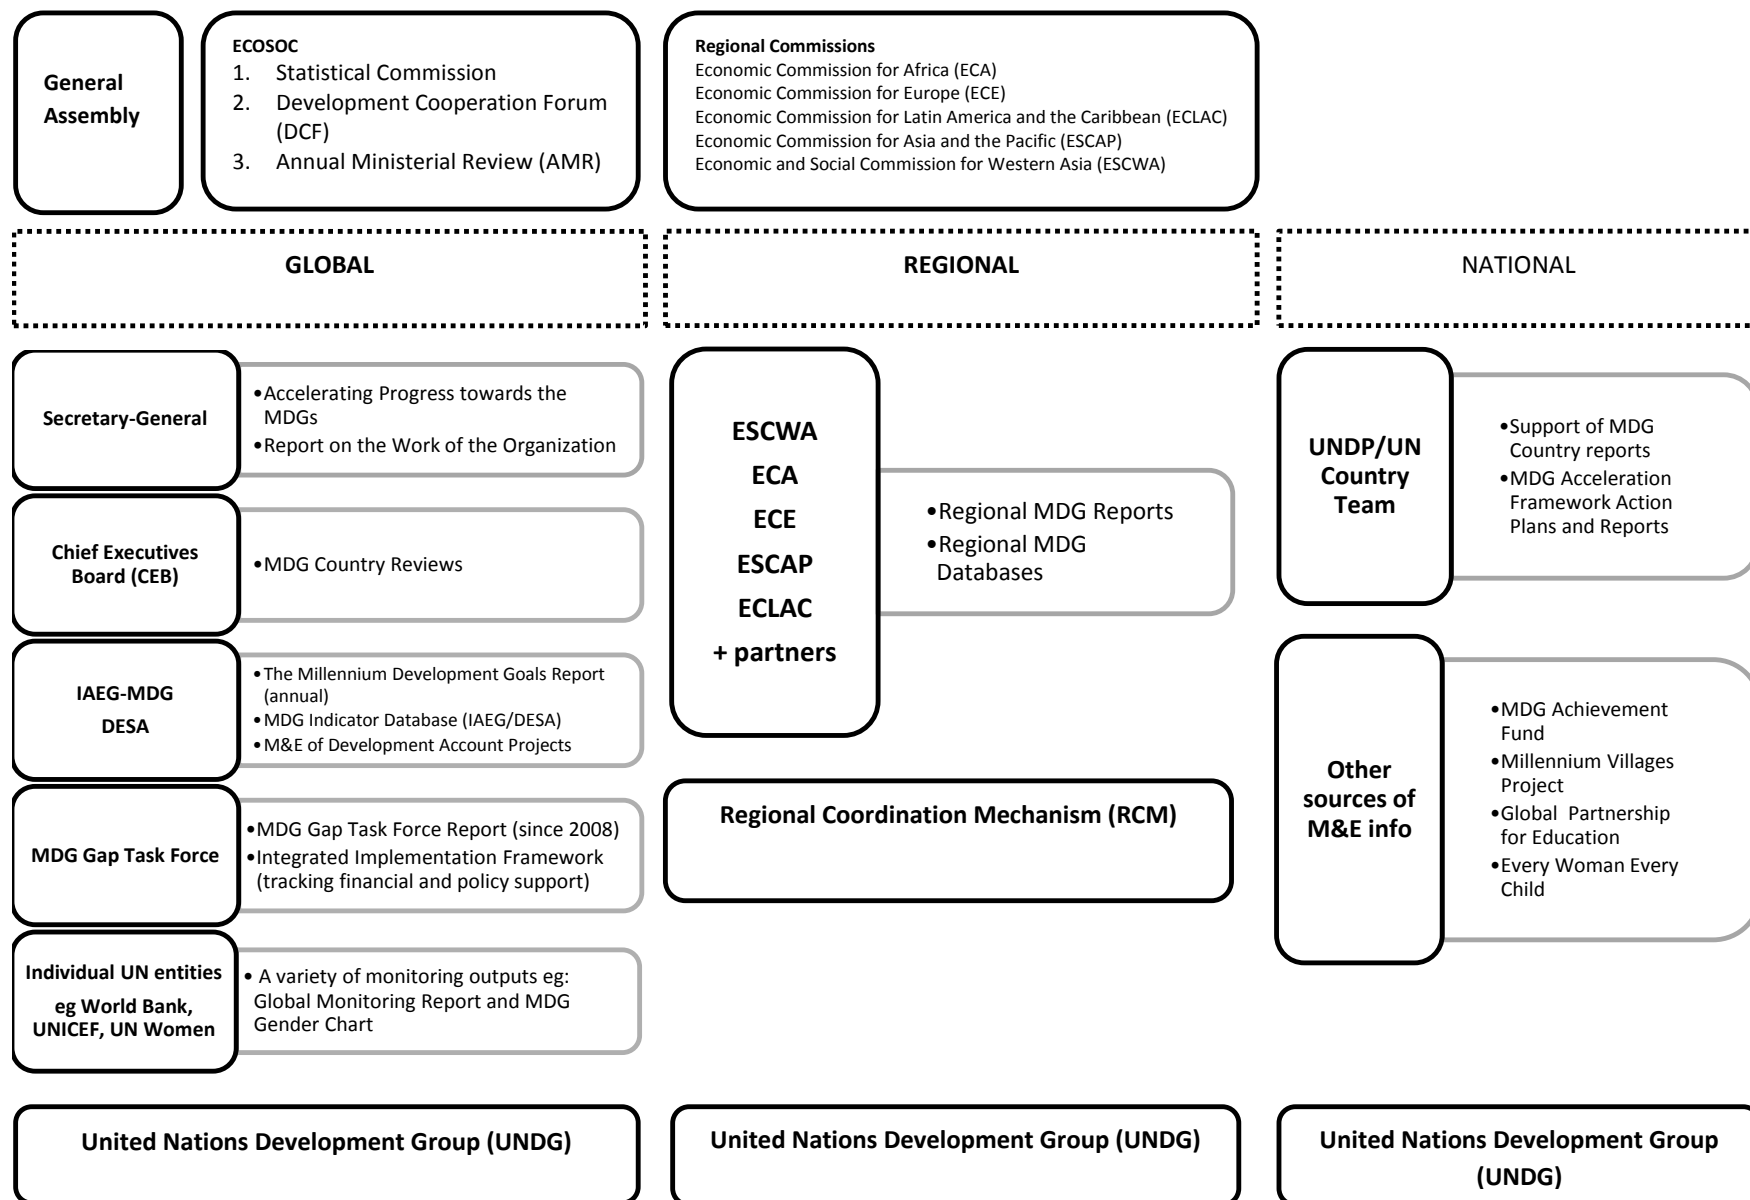 General
Assembly
ECOSOC
1. Statistical Commission
2. Development Cooperation Forum
(DCF)
3. Annual Ministerial Review (AMR)
Regional Commissions
Economic Commission for Africa (ECA)
Economic Commission for Europe (ECE)
Economic Commission for Latin America and the Caribbean (ECLAC)
Economic Commission for Asia and the Pacific (ESCAP)
Economic and Social Commission for Western Asia (ESCWA)
GLOBAL
REGIONAL
NATIONAL
Secretary-General
•Accelerating Progress towards the
MDGs
•Report on the Work of the Organization
Chief Executives
Board (CEB)
•MDG Country Reviews
IAEG-MDG
DESA
•The Millennium Development Goals Report
(annual)
•MDG Indicator Database (IAEG/DESA)
•M&E of Development Account Projects
MDG Gap Task Force
•MDG Gap Task Force Report (since 2008)
•Integrated Implementation Framework
(tracking financial and policy support)
Individual UN entities
eg World Bank,
UNICEF, UN Women
• A variety of monitoring outputs eg:
Global Monitoring Report and MDG
Gender Chart
ESCWA
ECA
ECE
ESCAP
ECLAC
+ partners
•Regional MDG Reports
•Regional MDG
Databases
Regional Coordination Mechanism (RCM)
UNDP/UN
Country
Team
•Support of MDG
Country reports
•MDG Acceleration
Framework Action
Plans and Reports
Other
sources of
M&E info
•MDG Achievement
Fund
•Millennium Villages
Project
•Global Partnership
for Education
•Every Woman Every
Child
United Nations Development Group (UNDG)
United Nations Development Group (UNDG)
United Nations Development Group
(UNDG)